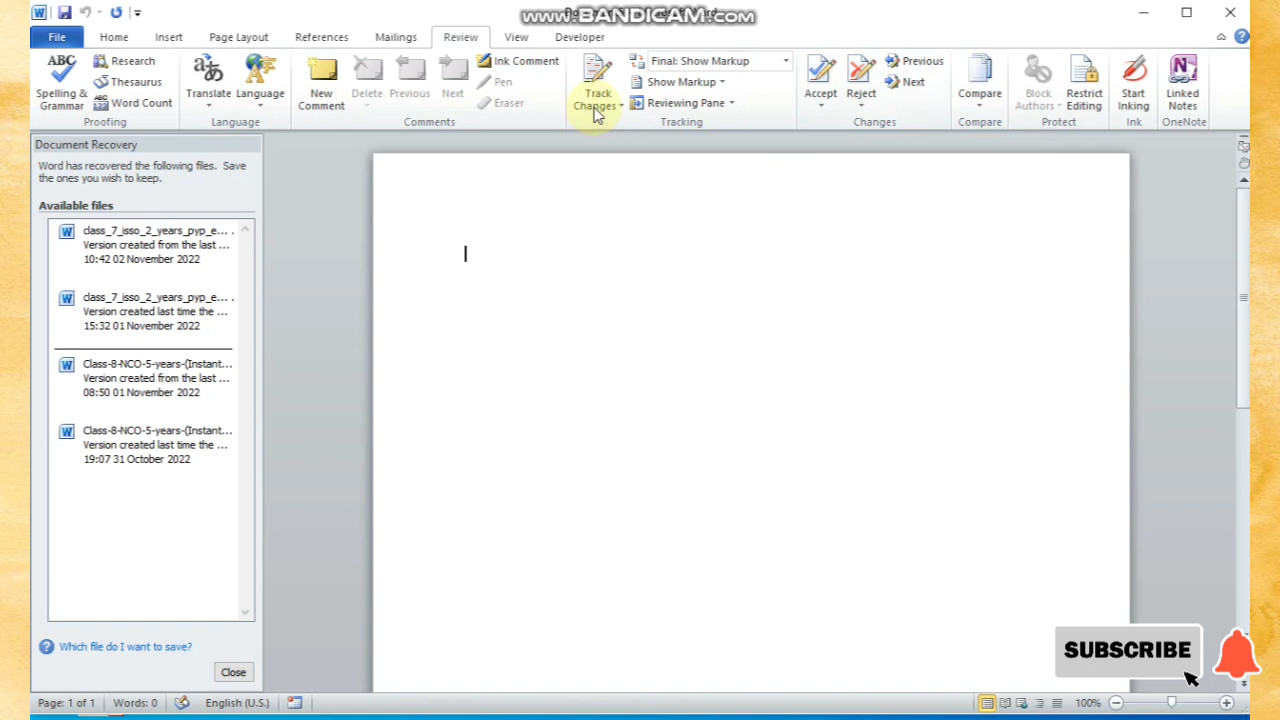 www.BANDICAM.com
File Home Insert Page Layout References Mailings Review View Developer
ABC
Spelling & Grammar
Research
Thesaurus
Word Count
Proofing
Translate
Language
Language
New Comment
Delete
Previous
Next
Ink Comment
Pen
Eraser
Comments
Track Changes
Final: Show Markup
Show Markup
Reviewing Pane
Tracking
Accept
Reject
Previous
Next
Changes
Compare
Compare
Block Authors
Restrict Editing
Protect
Start Inking
Ink
Linked Notes
OneNote
Document Recovery
Word has recovered the following files. Save
the ones you wish to keep.
Available files
class_7_isso_2_years_pyp_e... .
Version created from the last ...
10:42 02 November 2022
class_7_isso_2_years_pyp_e... .
Version created last time the ...
15:32 01 November 2022
Class-8-NCO-5-years-(Instant...
Version created from the last ...
08:50 01 November 2022
Class-8-NCO-5-years-(Instant...
Version created last time the ...
19:07 31 October 2022
Which file do I want to save?
Close
SUBSCRIBE
Page: 1 of 1 Words: 0 English (U.S.) 100%